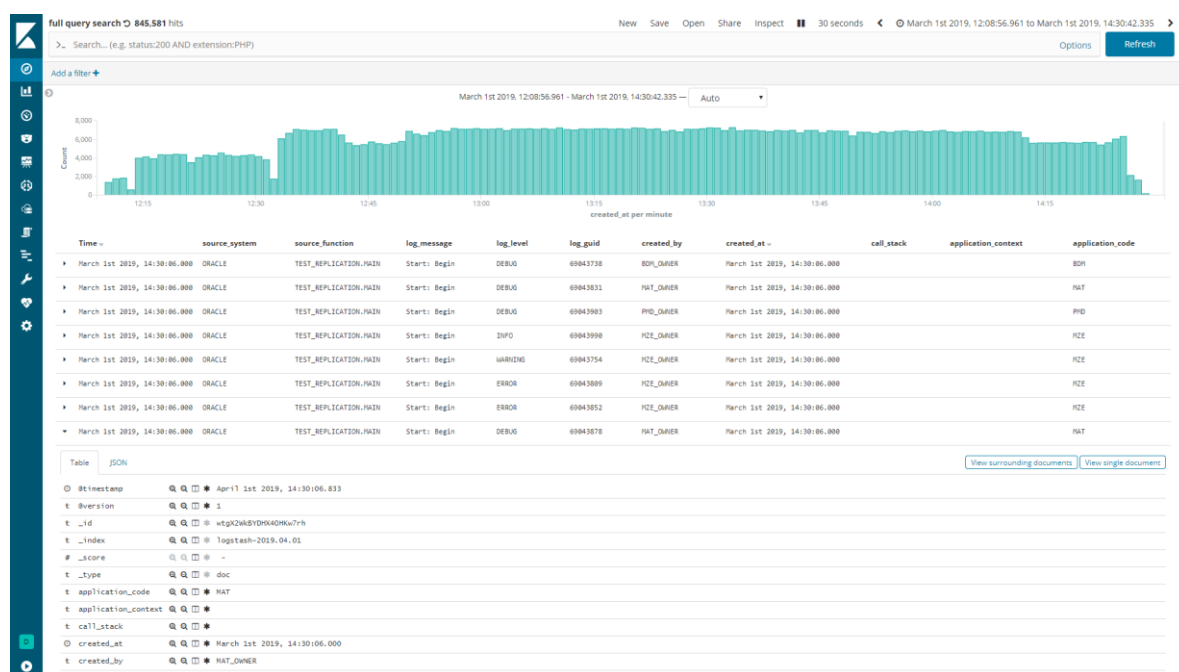 full query search 845,581 hits
New Save Open Share Inspect 30 seconds March 1st 2019, 12:08:56.961 to March 1st 2019, 14:30:42.335
>_ Search... (e.g. status:200 AND extension:PHP) Options Refresh
Add a filter +
March 1st 2019, 12:08:56.961 - March 1st 2019, 14:30:42.335 — Auto
8,000
6,000
4,000
2,000
0
Count
12:15 12:30 12:45 13:00 13:15 13:30 13:45 14:00 14:15
created_at per minute
Time source_system source_function log_message log_level log_guid created_by created_at call_stack application_context application_code
March 1st 2019, 14:30:06.000 ORACLE TEST_REPLICATION.MAIN Start: Begin DEBUG 69043738 BDM_OWNER March 1st 2019, 14:30:06.000 BDM
March 1st 2019, 14:30:06.000 ORACLE TEST_REPLICATION.MAIN Start: Begin DEBUG 69043831 MAT_OWNER March 1st 2019, 14:30:06.000 MAT
March 1st 2019, 14:30:06.000 ORACLE TEST_REPLICATION.MAIN Start: Begin DEBUG 69043903 PMD_OWNER March 1st 2019, 14:30:06.000 PMD
March 1st 2019, 14:30:06.000 ORACLE TEST_REPLICATION.MAIN Start: Begin INFO 69043990 MZE_OWNER March 1st 2019, 14:30:06.000 MZE
March 1st 2019, 14:30:06.000 ORACLE TEST_REPLICATION.MAIN Start: Begin WARNING 69043754 MZE_OWNER March 1st 2019, 14:30:06.000 MZE
March 1st 2019, 14:30:06.000 ORACLE TEST_REPLICATION.MAIN Start: Begin ERROR 69043809 MZE_OWNER March 1st 2019, 14:30:06.000 MZE
March 1st 2019, 14:30:06.000 ORACLE TEST_REPLICATION.MAIN Start: Begin ERROR 69043852 MZE_OWNER March 1st 2019, 14:30:06.000 MZE
March 1st 2019, 14:30:06.000 ORACLE TEST_REPLICATION.MAIN Start: Begin DEBUG 69043878 MAT_OWNER March 1st 2019, 14:30:06.000 MAT
Table JSON View surrounding documents View single document
@timestamp April 1st 2019, 14:30:06.833
t @version 1
t _id wtgX2WkBYDHX4OHKw7rh
t _index logstash-2019.04.01
# _score -
t _type doc
t application_code MAT
t application_context
t call_stack
created_at March 1st 2019, 14:30:06.000
D
t created_by MAT_OWNER